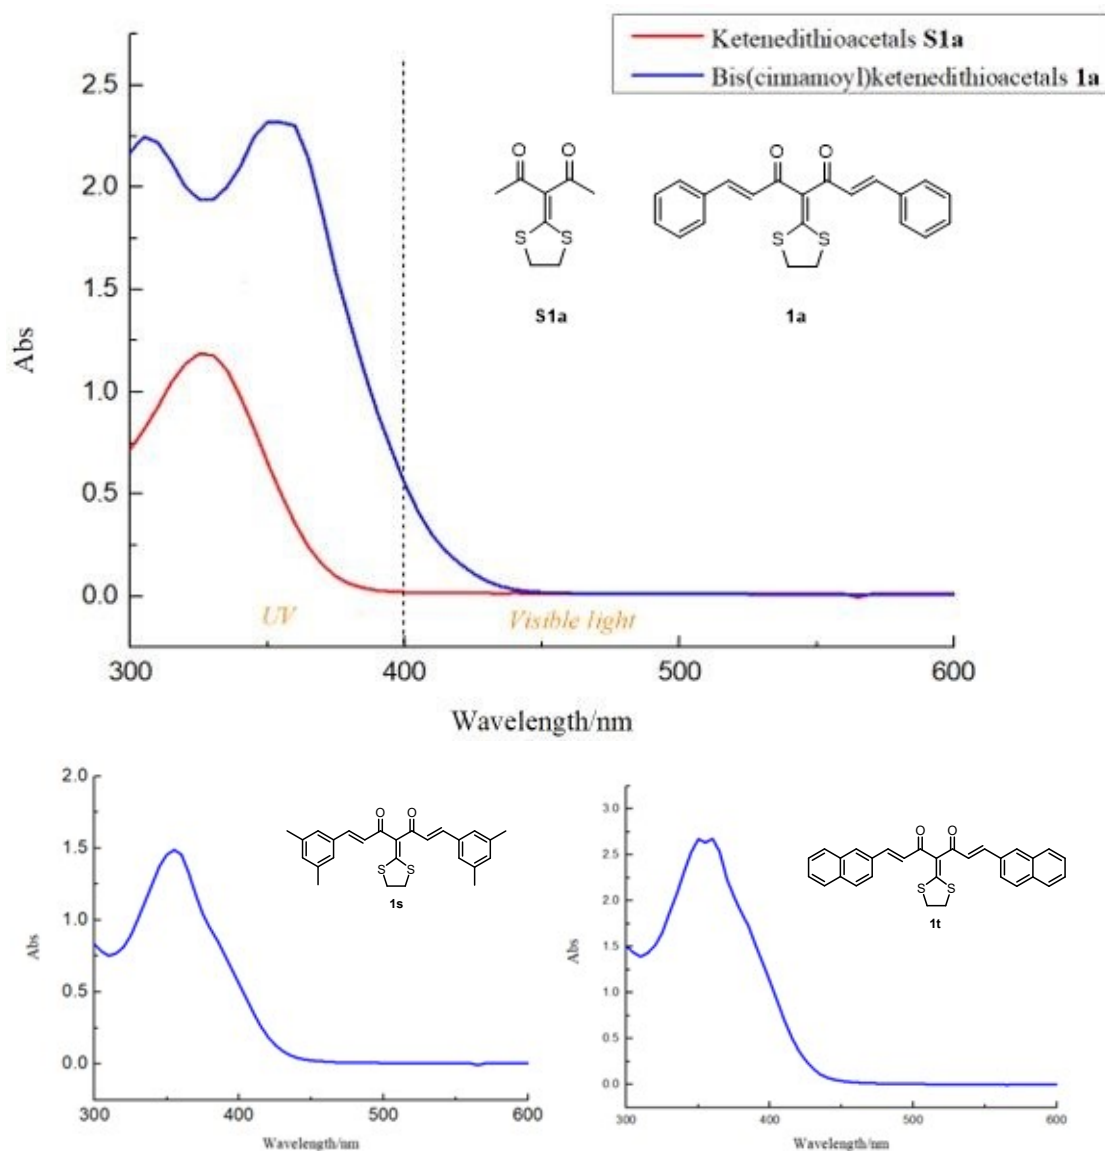 Ketenedithioacetals S1a
Bis(cinnamoyl)ketenedithioacetals 1a
2.5
2.0
1.5
1.0
0.5
0.0
Abs
O O
S S
S1a
O O
S S
1a
UV
Visible light
300 400 500 600
Wavelength/nm
2.0
1.5
1.0
0.5
0.0
Abs
O O
S S
1s
300 400 500 600
Wavelength/nm
3.0
2.5
2.0
1.5
1.0
0.5
0.0
Abs
O O
S S
1t
300 400 500 600
Wavelength/nm